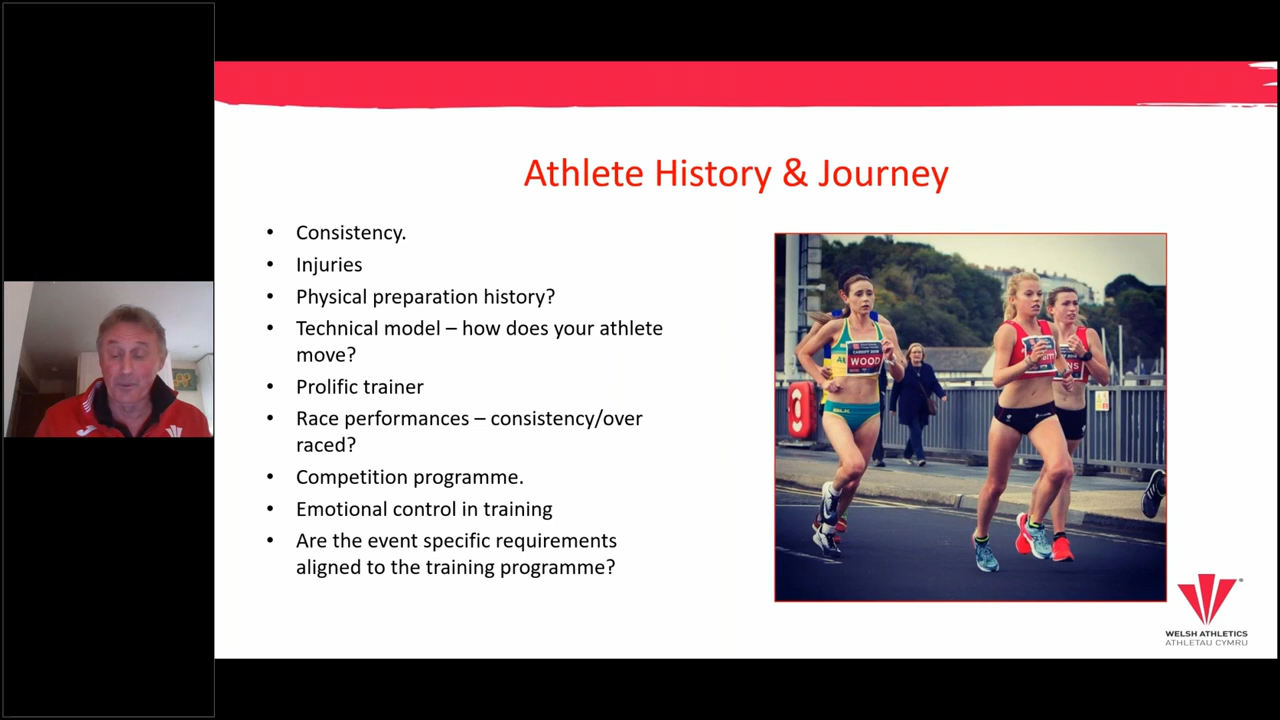 Athlete History & Journey
• Consistency.
• Injuries
• Physical preparation history?
• Technical model – how does your athlete
move?
• Prolific trainer
• Race performances – consistency/over
raced?
• Competition programme.
• Emotional control in training
• Are the event specific requirements
aligned to the training programme?
WOOD
WELSH ATHLETICS
ATHLETAU CYMRU